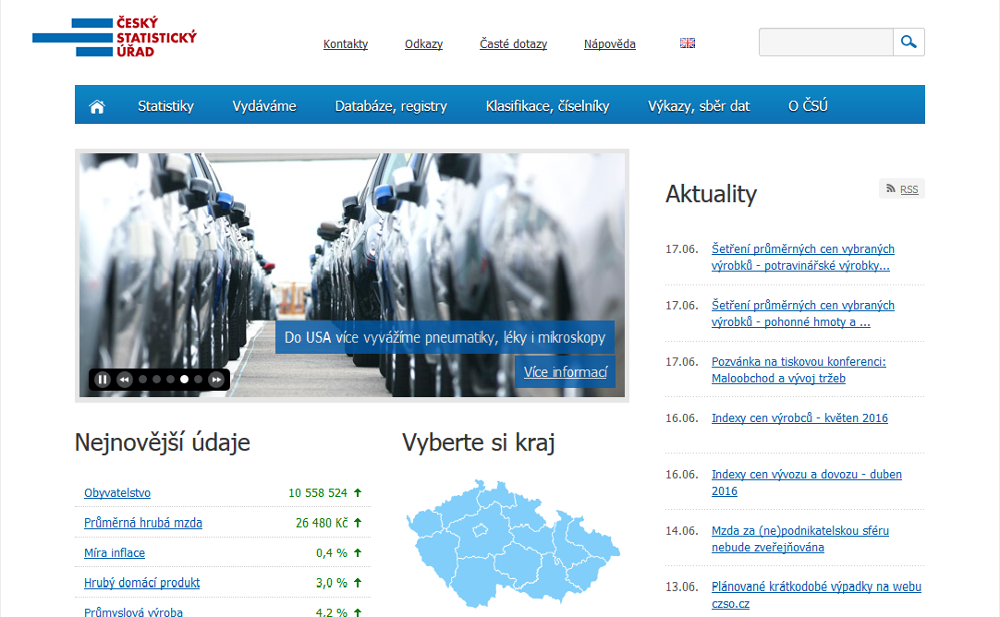 ČESKÝ
STATISTICKÝ
ÚŘAD
Kontakty
Odkazy
Časté dotazy
Nápověda
Statistiky
Vydáváme
Databáze, registry
Klasifikace, číselníky
Výkazy, sběr dat
O ČSÚ
Do USA více vyvážíme pneumatiky, léky i mikroskopy
Více informací
Nejnovější údaje
Obyvatelstvo 10 558 524
Průměrná hrubá mzda 26 480 Kč
Míra inflace 0,4 %
Hrubý domácí produkt 3,0 %
Průmyslová výroba 4,2 %
Vyberte si kraj
Aktuality
RSS
17.06. Šetření průměrných cen vybraných
výrobků - potravinářské výrobky...
17.06. Šetření průměrných cen vybraných
výrobků - pohonné hmoty a ...
17.06. Pozvánka na tiskovou konferenci:
Maloobchod a vývoj tržeb
16.06. Indexy cen výrobců - květen 2016
16.06. Indexy cen vývozu a dovozu - duben
2016
14.06. Mzda za (ne)podnikatelskou sféru
nebude zveřejňována
13.06. Plánované krátkodobé výpadky na webu
czso.cz